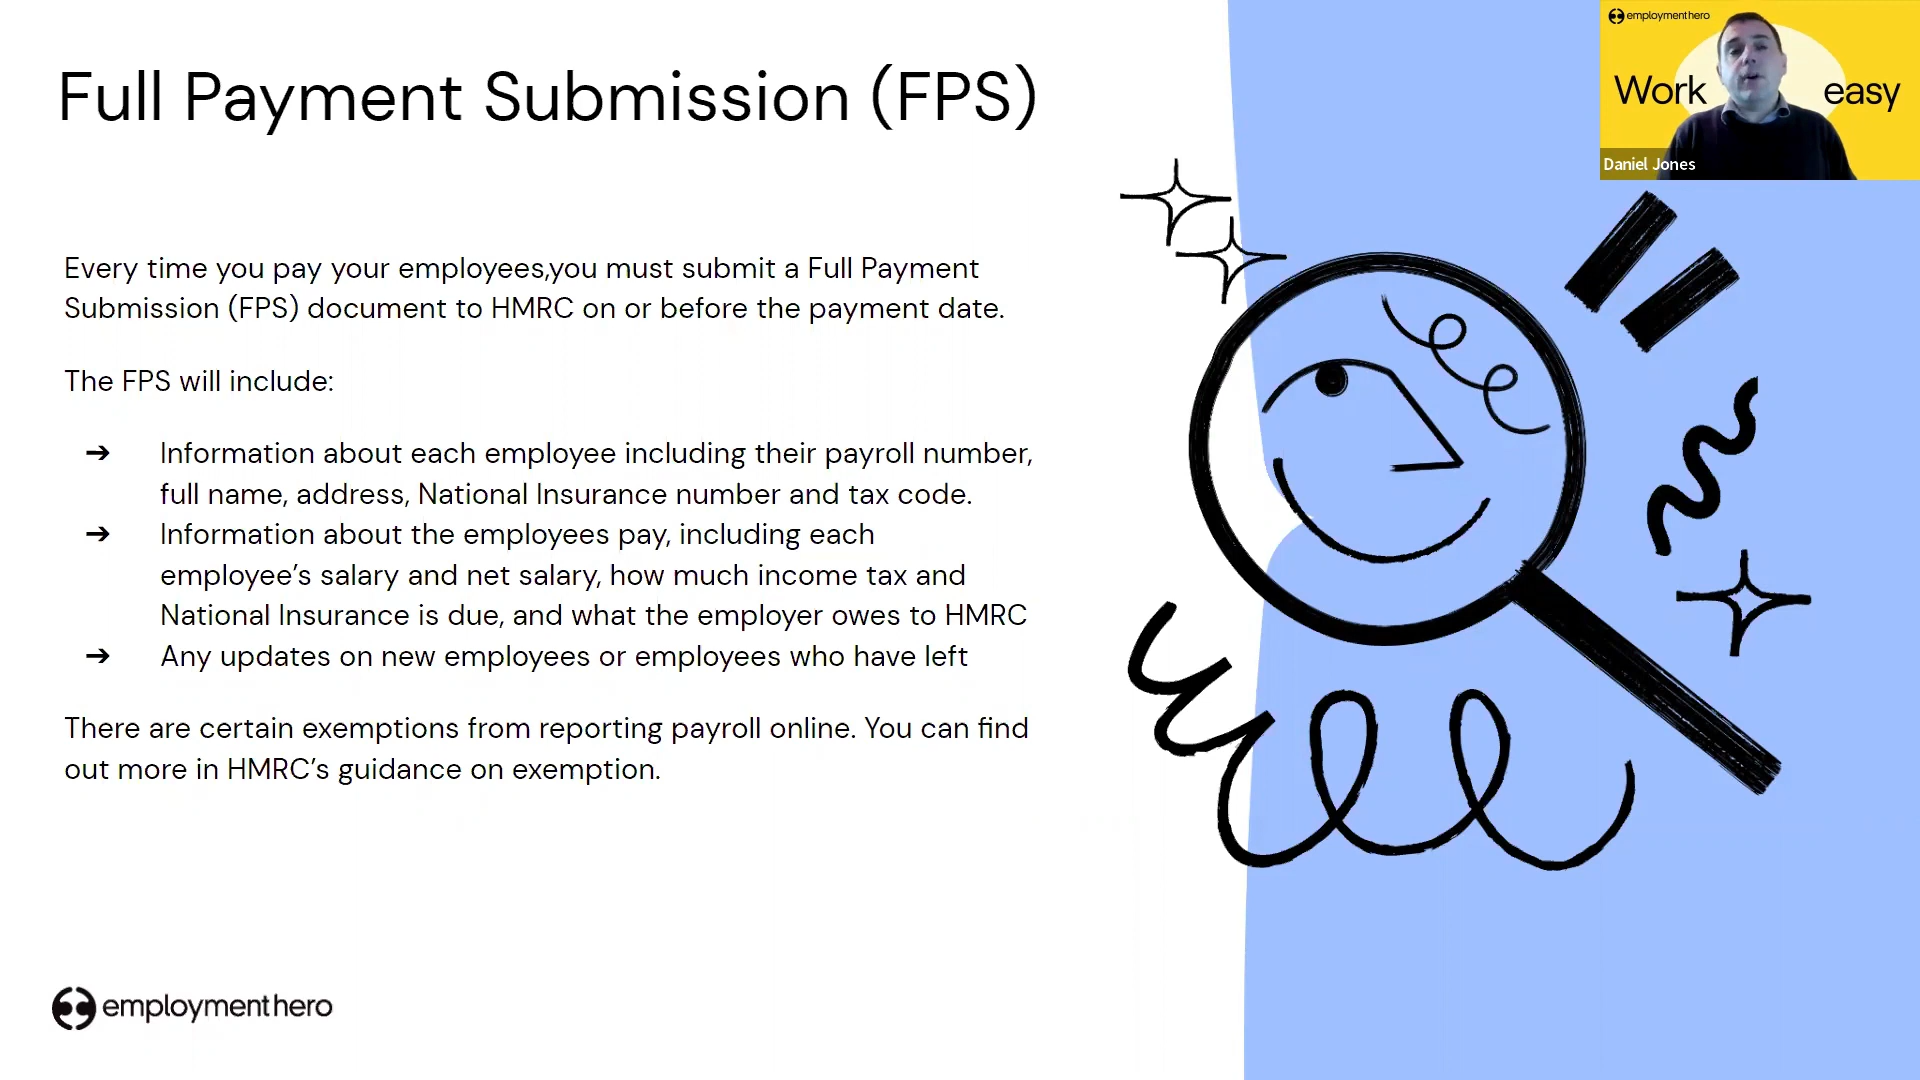 Full Payment Submission (FPS)
Every time you pay your employees,you must submit a Full Payment
Submission (FPS) document to HMRC on or before the payment date.
The FPS will include:
➔ Information about each employee including their payroll number,
full name, address, National Insurance number and tax code.
➔ Information about the employees pay, including each
employee’s salary and net salary, how much income tax and
National Insurance is due, and what the employer owes to HMRC
➔ Any updates on new employees or employees who have left
There are certain exemptions from reporting payroll online. You can find
out more in HMRC’s guidance on exemption.
employmenthero
employmenthero
Work easy
Daniel Jones